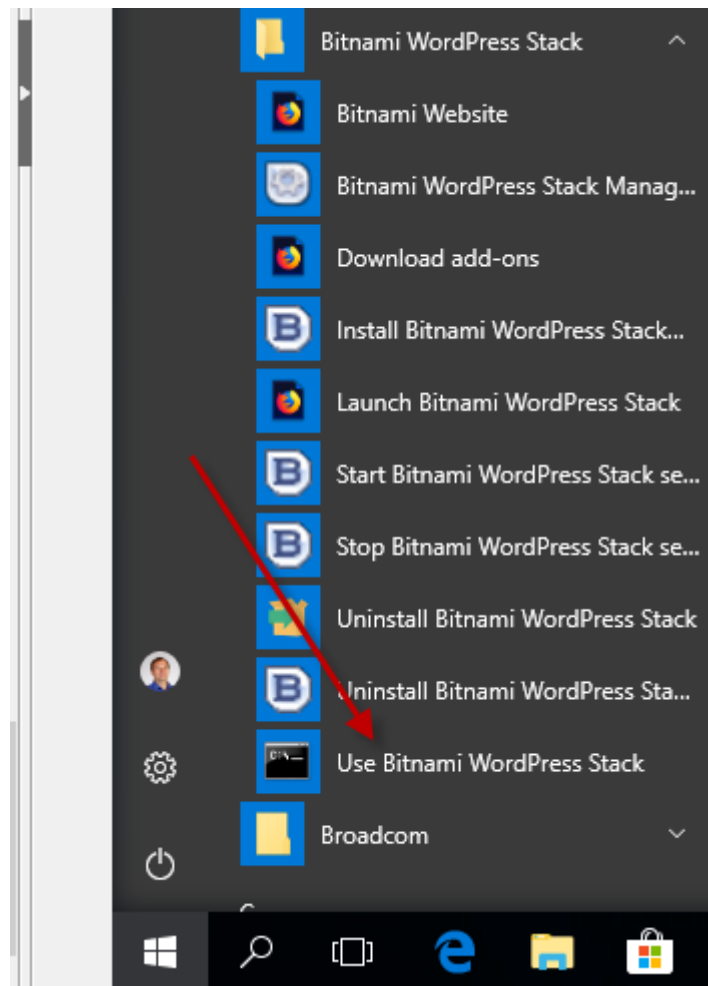 Bitnami WordPress Stack
Bitnami Website
Bitnami WordPress Stack Manag...
Download add-ons
Install Bitnami WordPress Stack...
Launch Bitnami WordPress Stack
Start Bitnami WordPress Stack se...
Stop Bitnami WordPress Stack se...
Uninstall Bitnami WordPress Stack
Uninstall Bitnami WordPress Sta...
Use Bitnami WordPress Stack
Broadcom